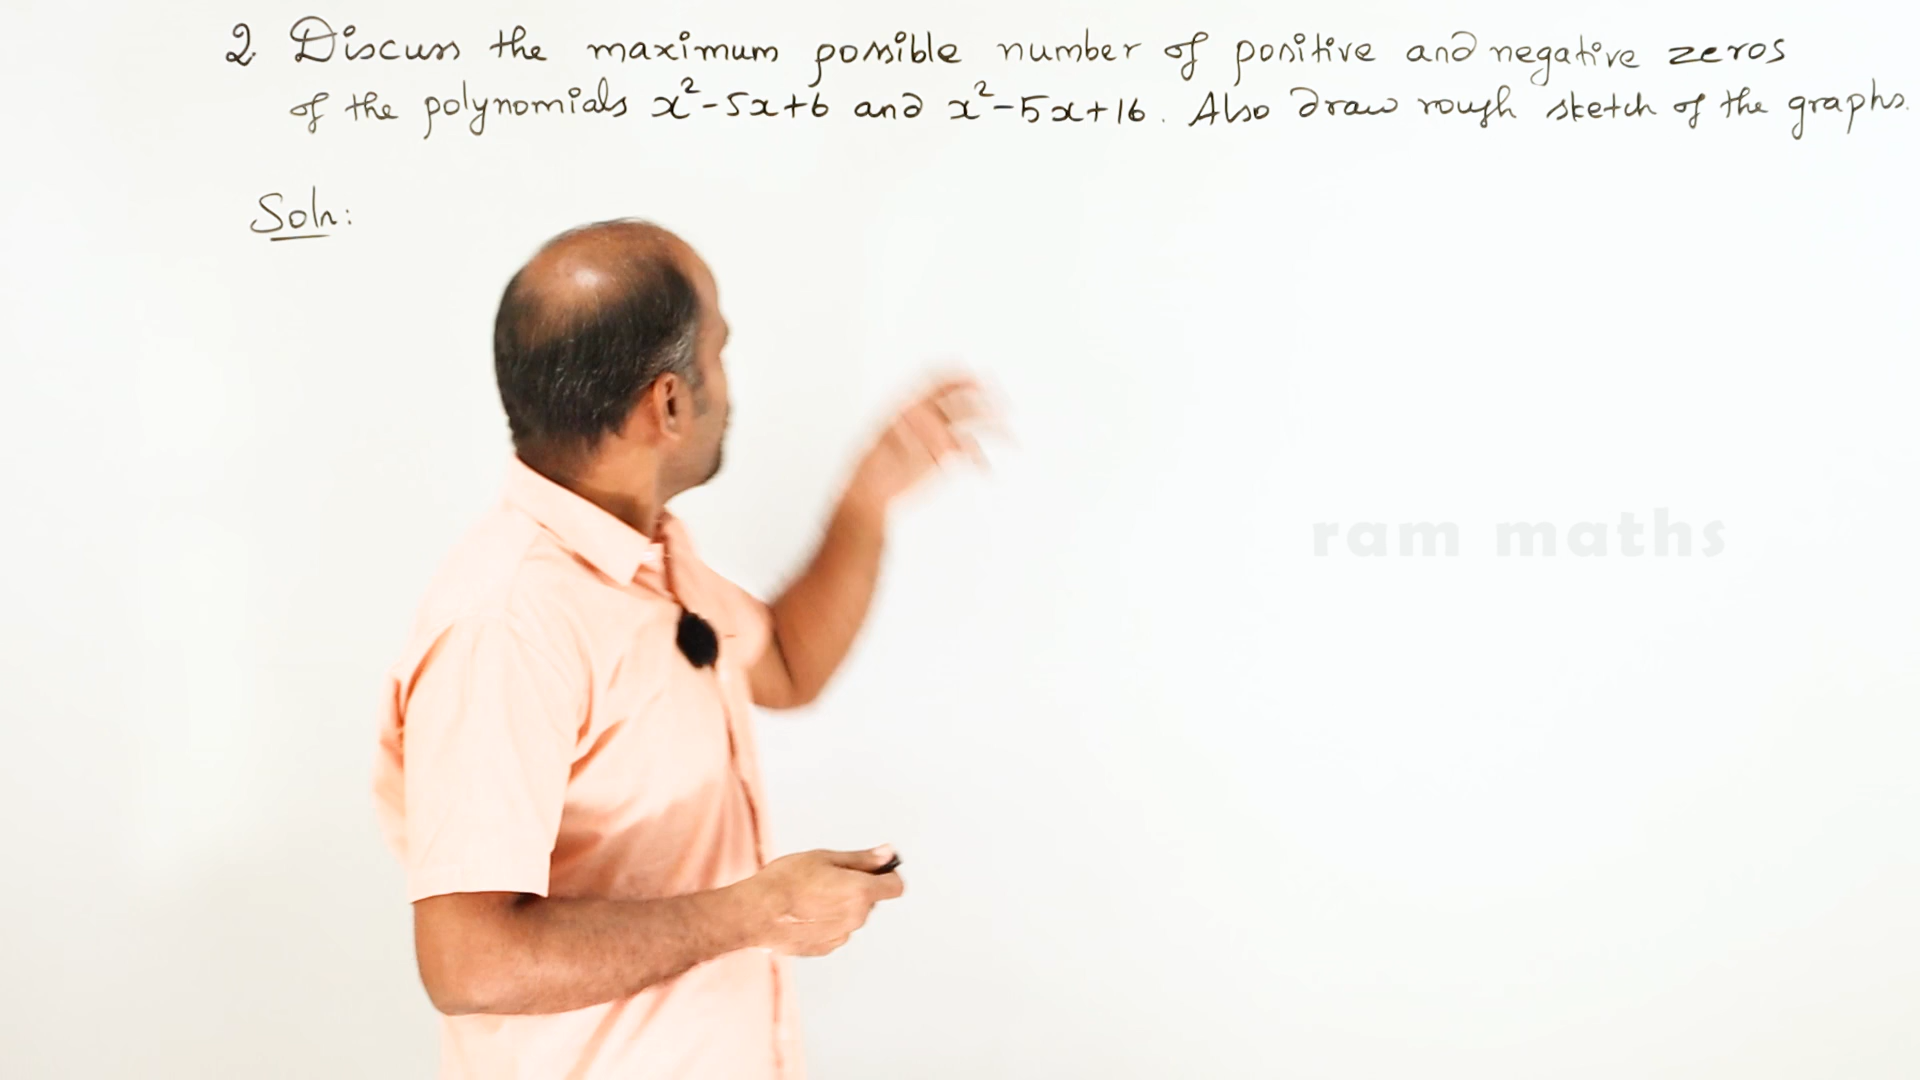 2 Discuss the maximum possible number of positive and negative zeros
of the polynomials x²-5x+6 and x²-5x+16. Also draw rough sketch of the graphs.
Soln:
ram maths